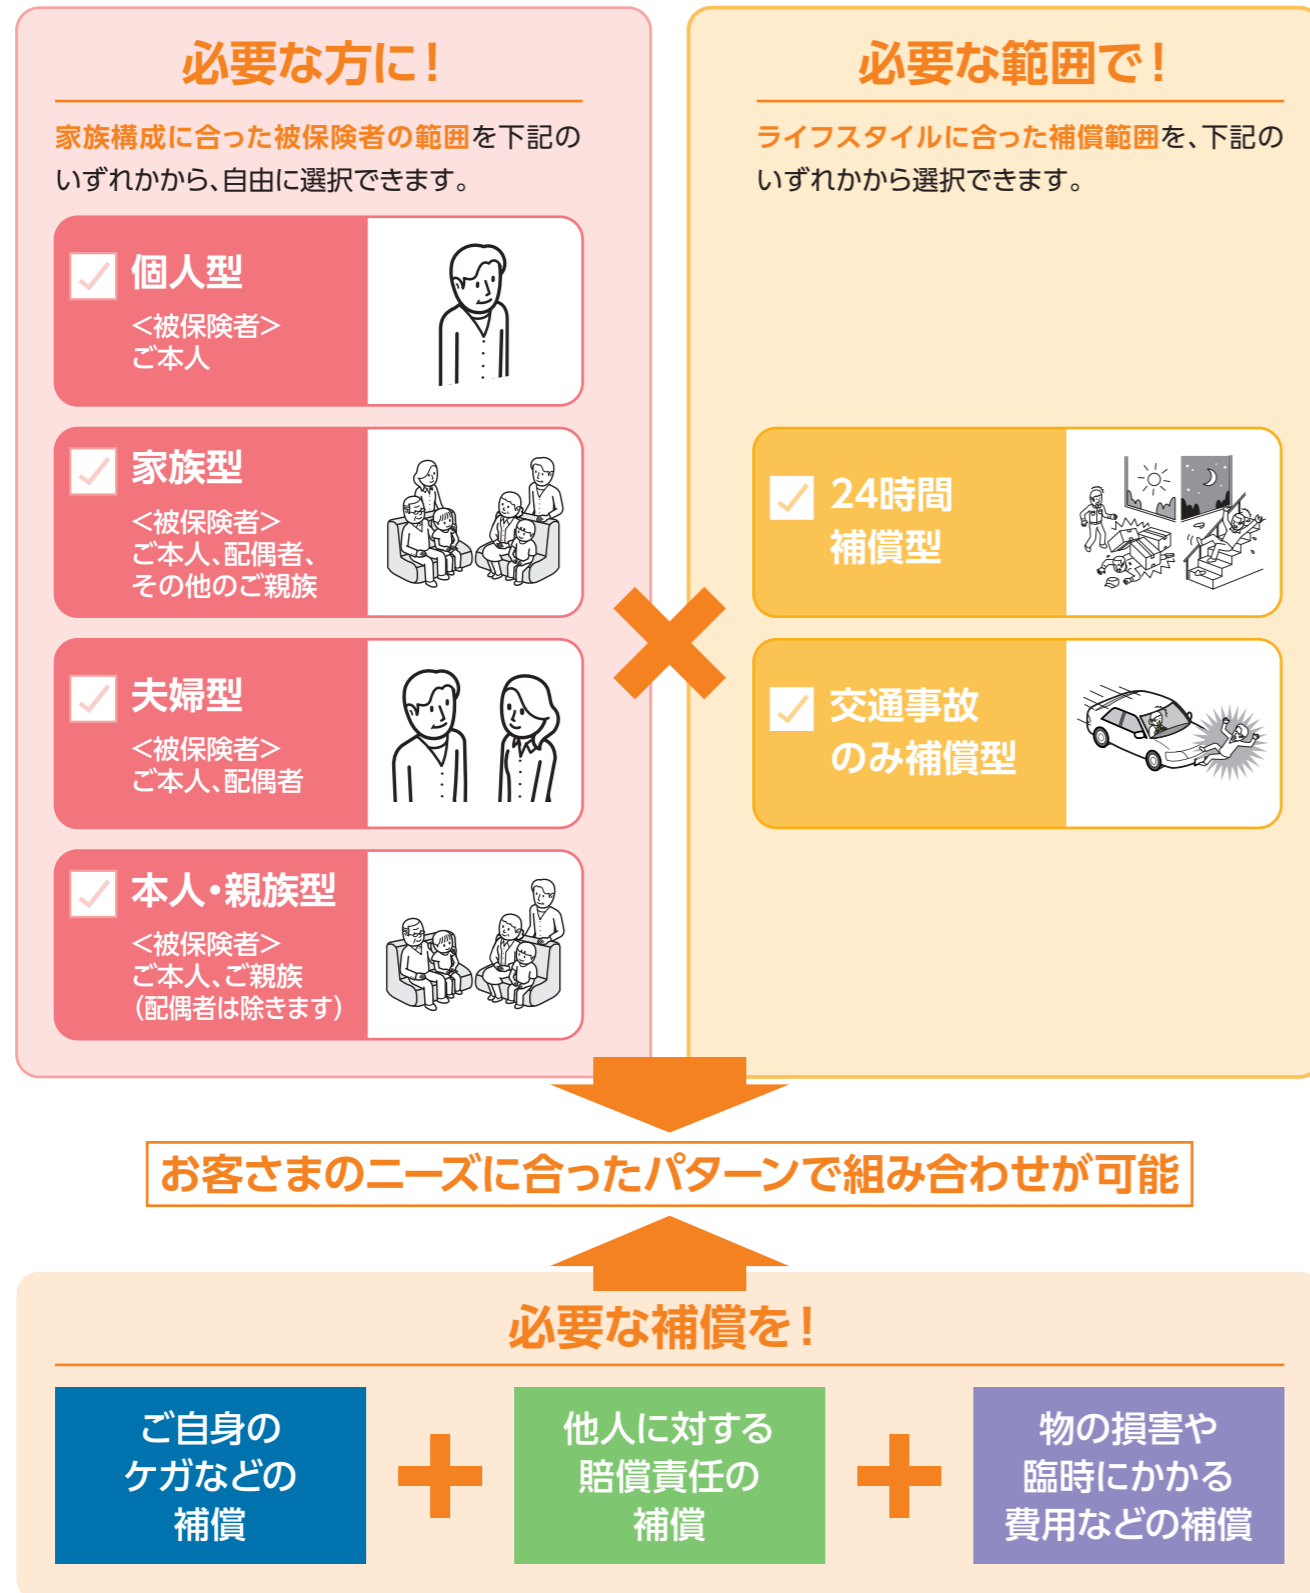 必要な方に！
家族構成に合った被保険者の範囲を下記の
いずれかから、自由に選択できます。
個人型
＜被保険者＞
ご本人
家族型
＜被保険者＞
ご本人、配偶者、
その他のご親族
夫婦型
＜被保険者＞
ご本人、配偶者
本人・親族型
＜被保険者＞
ご本人、ご親族
（配偶者は除きます）
×
必要な範囲で！
ライフスタイルに合った補償範囲を、下記の
いずれかから選択できます。
24時間
補償型
交通事故
のみ補償型
お客さまのニーズに合ったパターンで組み合わせが可能
必要な補償を！
ご自身の
ケガなどの
補償
+
他人に対する
賠償責任の
補償
+
物の損害や
臨時にかかる
費用などの補償